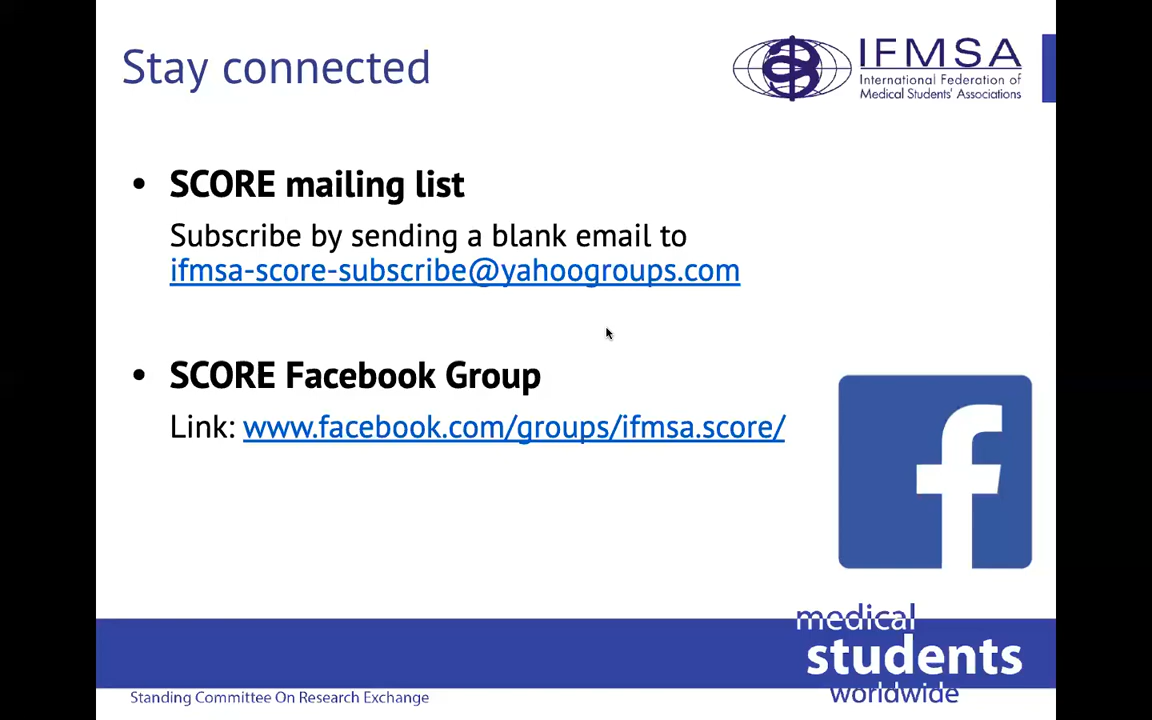 Stay connected
IFMSA
International Federation of
Medical Students' Associations
• SCORE mailing list
Subscribe by sending a blank email to
ifmsa-score-subscribe@yahoogroups.com
• SCORE Facebook Group
Link: www.facebook.com/groups/ifmsa.score/
f
medical
students
worldwide
Standing Committee On Research Exchange